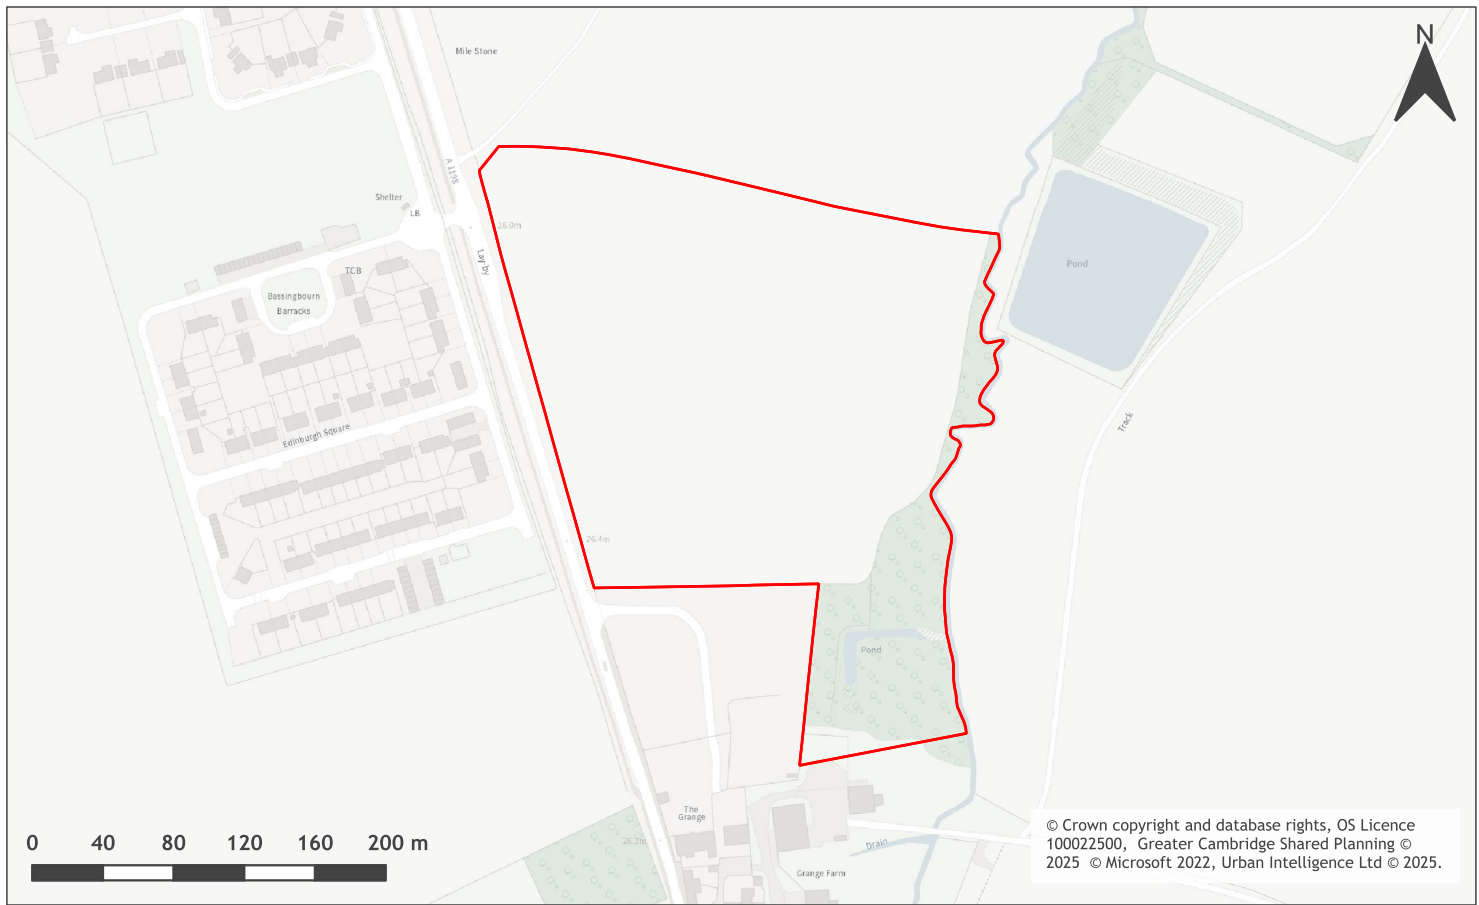 Mile Stone
N
A 1198
Shelter
LB
26.0m
Lay-by
TCB
Pond
Bassingbourn
Barracks
Track
Edinburgh Square
26.4m
Pond
The
Grange
26.3m
Drain
Grange Farm
0 40 80 120 160 200 m
© Crown copyright and database rights, OS Licence
100022500, Greater Cambridge Shared Planning ©
2025 © Microsoft 2022, Urban Intelligence Ltd © 2025.